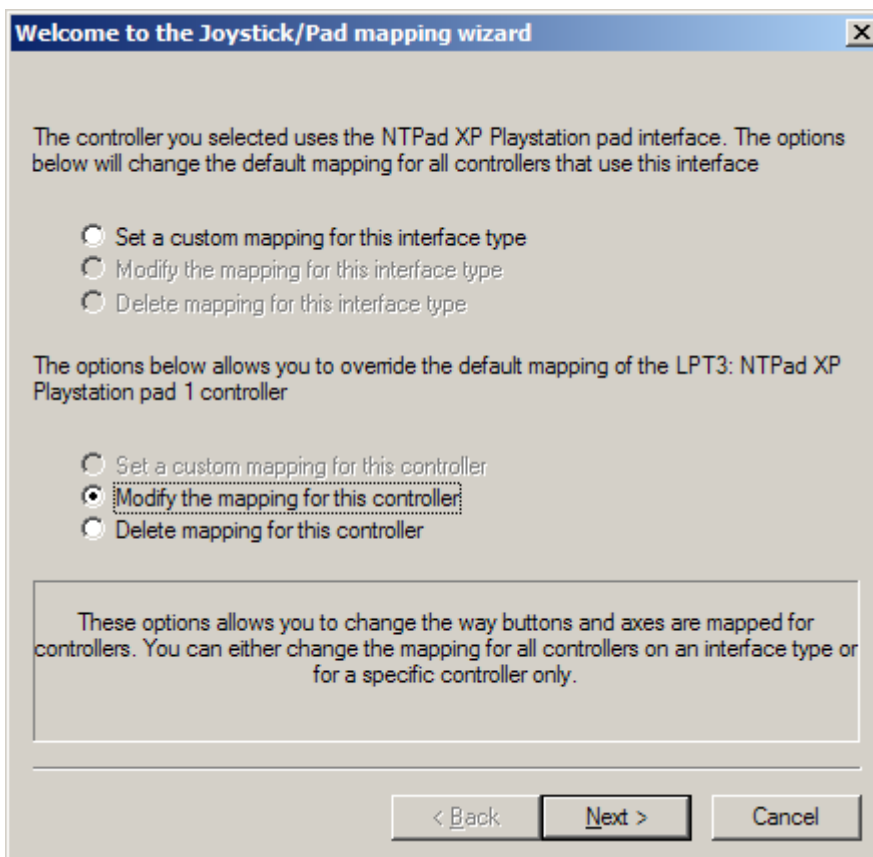 Welcome to the Joystick/Pad mapping wizard
The controller you selected uses the NTPad XP Playstation pad interface. The options
below will change the default mapping for all controllers that use this interface
Set a custom mapping for this interface type
Modify the mapping for this interface type
Delete mapping for this interface type
The options below allows you to override the default mapping of the LPT3: NTPad XP
Playstation pad 1 controller
Set a custom mapping for this controller
Modify the mapping for this controller
Delete mapping for this controller
These options allows you to change the way buttons and axes are mapped for
controllers. You can either change the mapping for all controllers on an interface type or
for a specific controller only.
< Back Next > Cancel